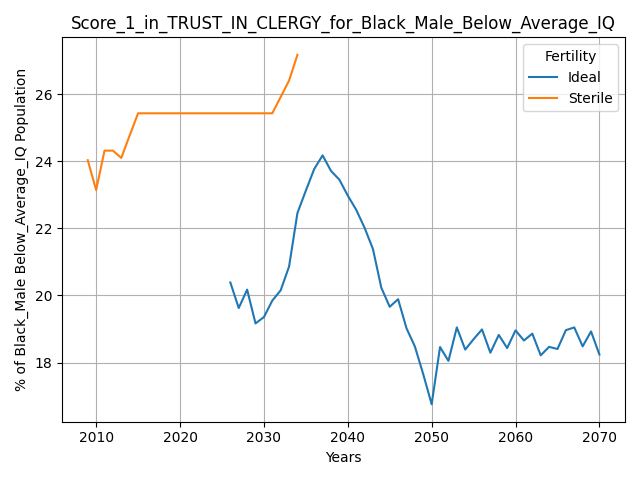 Score_1_in_TRUST_IN_CLERGY_for_Black_Male_Below_Average_IQ
% of Black_Male Below_Average_IQ Population
26
24
22
20
18
Fertility
Ideal
Sterile
2010 2020 2030 2040 2050 2060 2070
Years